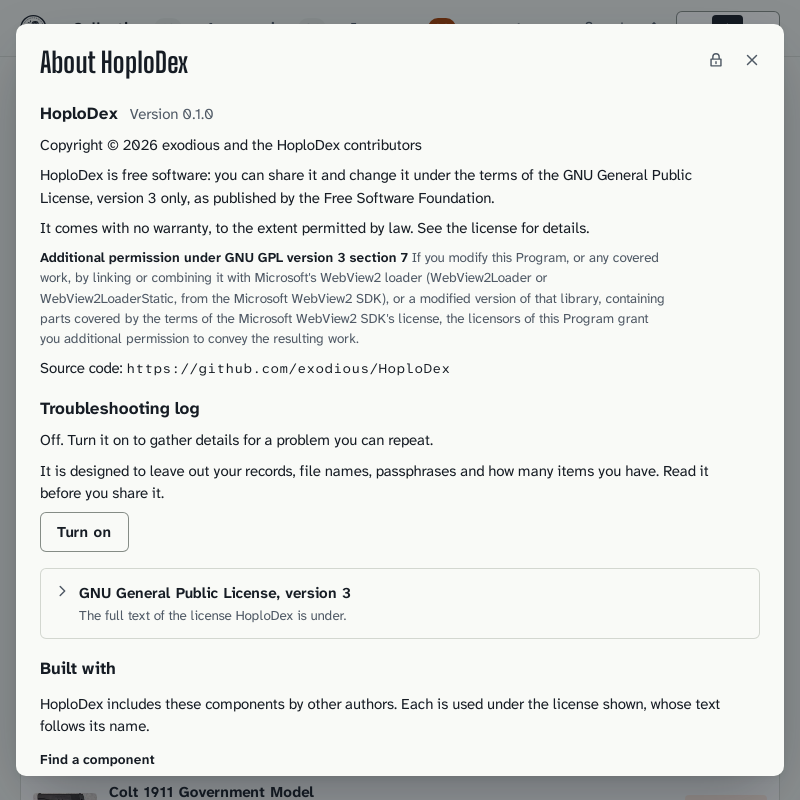 About HoploDex
HoploDex Version 0.1.0
Copyright © 2026 exodious and the HoploDex contributors
HoploDex is free software: you can share it and change it under the terms of the GNU General Public
License, version 3 only, as published by the Free Software Foundation.
It comes with no warranty, to the extent permitted by law. See the license for details.
Additional permission under GNU GPL version 3 section 7 If you modify this Program, or any covered
work, by linking or combining it with Microsoft's WebView2 loader (WebView2Loader or
WebView2LoaderStatic, from the Microsoft WebView2 SDK), or a modified version of that library, containing
parts covered by the terms of the Microsoft WebView2 SDK's license, the licensors of this Program grant
you additional permission to convey the resulting work.
Source code: https://github.com/exodious/HoploDex
Troubleshooting log
Off. Turn it on to gather details for a problem you can repeat.
It is designed to leave out your records, file names, passphrases and how many items you have. Read it
before you share it.
Turn on
GNU General Public License, version 3
The full text of the license HoploDex is under.
Built with
HoploDex includes these components by other authors. Each is used under the license shown, whose text
follows its name.
Find a component
Colt 1911 Government Model